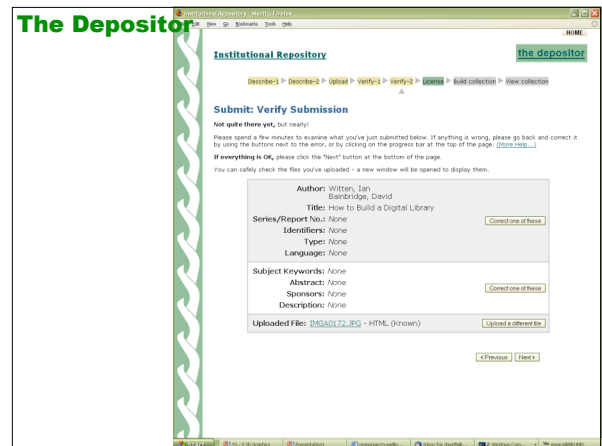 The Depositor
Institutional Repository - Mozilla Firefox
Edit View Go Bookmarks Tools Help
HOME
Institutional Repository
the depositor
Describe-1 Describe-2 Upload Verify-1 Verify-2 License Build collection View collection
Submit: Verify Submission
Not quite there yet, but nearly!
Please spend a few minutes to examine what you've just submitted below. If anything is wrong, please go back and correct it
by using the buttons next to the error, or by clicking on the progress bar at the top of the page. (More Help...)
If everything is OK, please click the "Next" button at the bottom of the page.
You can safely check the files you've uploaded - a new window will be opened to display them.
Author: Witten, Ian
Bainbridge, David
Title: How to Build a Digital Library
Series/Report No.: None
Correct one of these
Identifiers: None
Type: None
Language: None
Subject Keywords: None
Abstract: None
Correct one of these
Sponsors: None
Description: None
Uploaded File: IMGA0172.JPG - HTML (Known)
Upload a different file
< Previous Next >